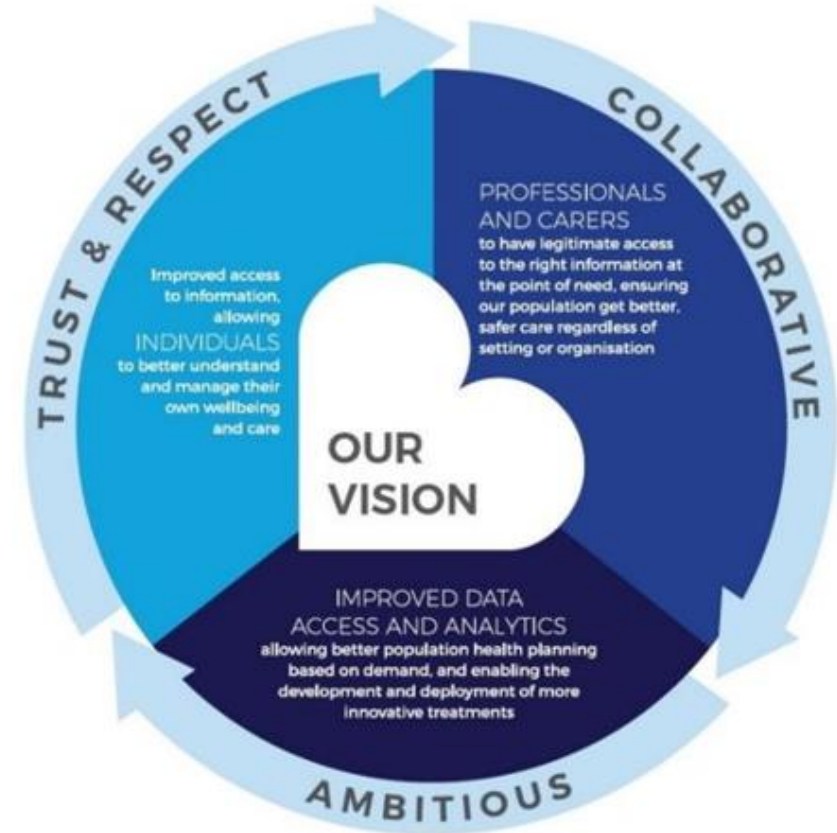 TRUST & RESPECT
COLLABORATIVE
PROFESSIONALS
AND CARERS
to have legitimate access
to the right information at
the point of need, ensuring
our population get better,
safer care regardless of
setting or organisation
Improved access
to information,
allowing
INDIVIDUALS
to better understand
and manage their
own wellbeing
and care
OUR
VISION
IMPROVED DATA
ACCESS AND ANALYTICS
allowing better population health planning
based on demand, and enabling the
development and deployment of more
innovative treatments
AMBITIOUS